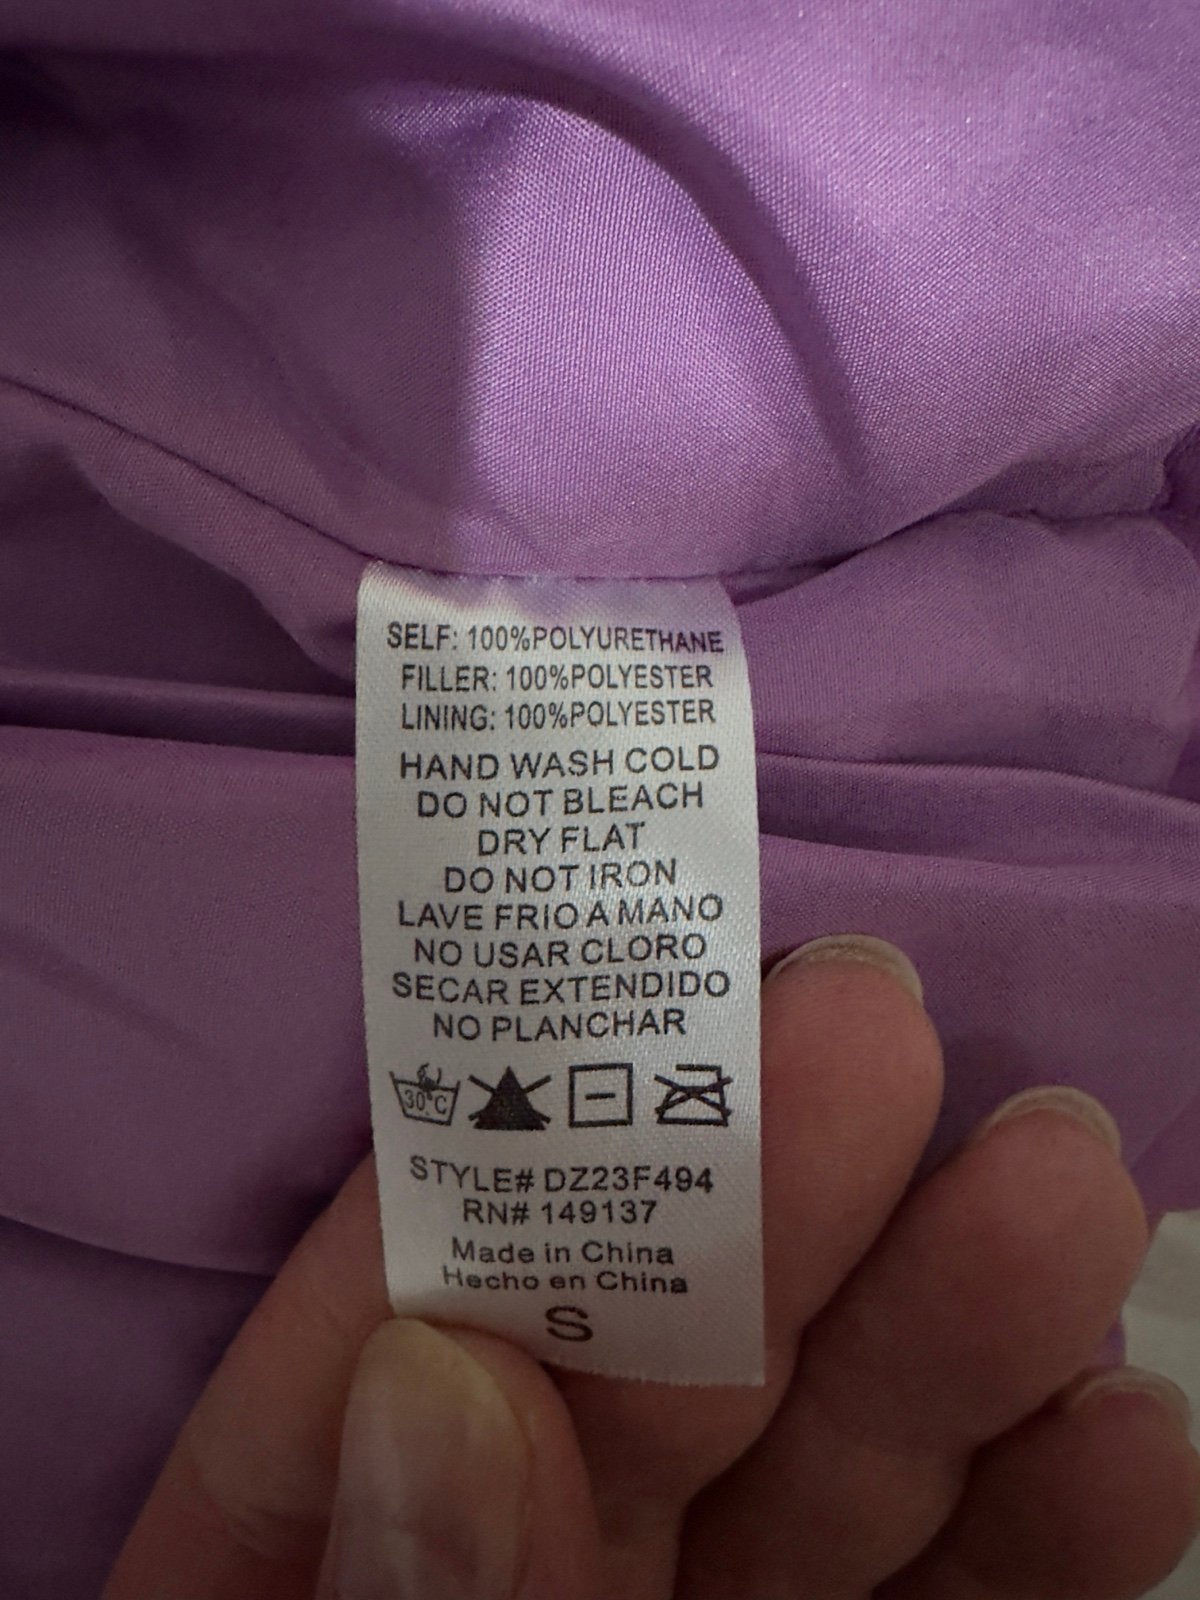 SELF: 100%POLYURETHANE
FILLER: 100%POLYESTER
LINING: 100%POLYESTER
HAND WASH COLD
DO NOT BLEACH
DRY FLAT
DO NOT IRON
LAVE FRIO A MANO
NO USAR CLORO
SECAR EXTENDIDO
NO PLANCHAR
30°C
STYLE# DZ23F494
RN# 149137
Made in China
Hecho en China
S